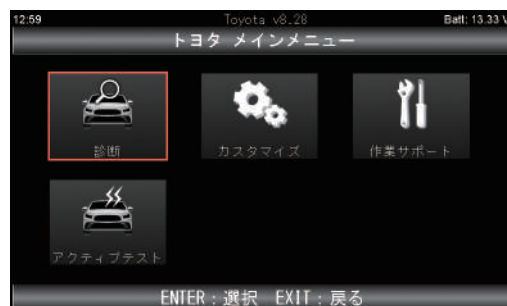 12:59 Toyota v8.28 Batt: 13.33 V
トヨタ メインメニュー
診断 カスタマイズ 作業サポート
アクティブテスト
ENTER：選択 EXIT：戻る